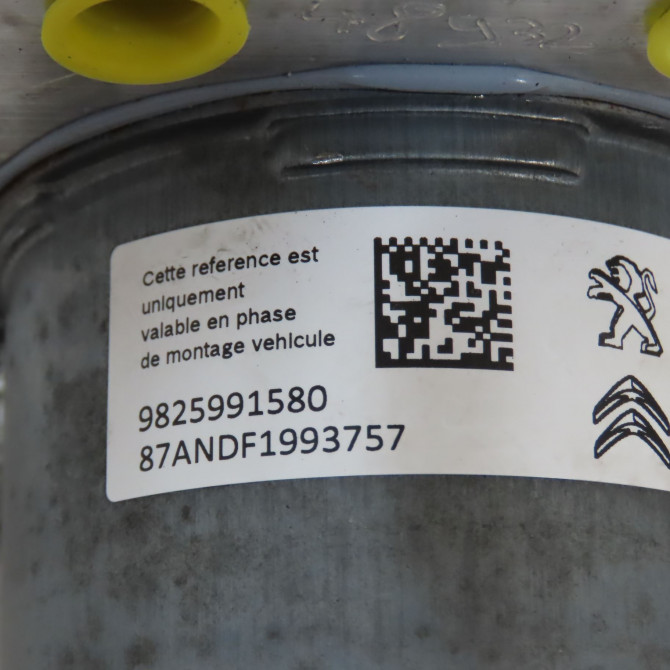 Cette reference est
uniquement
valable en phase
de montage vehicule
9825991580
87ANDF1993757